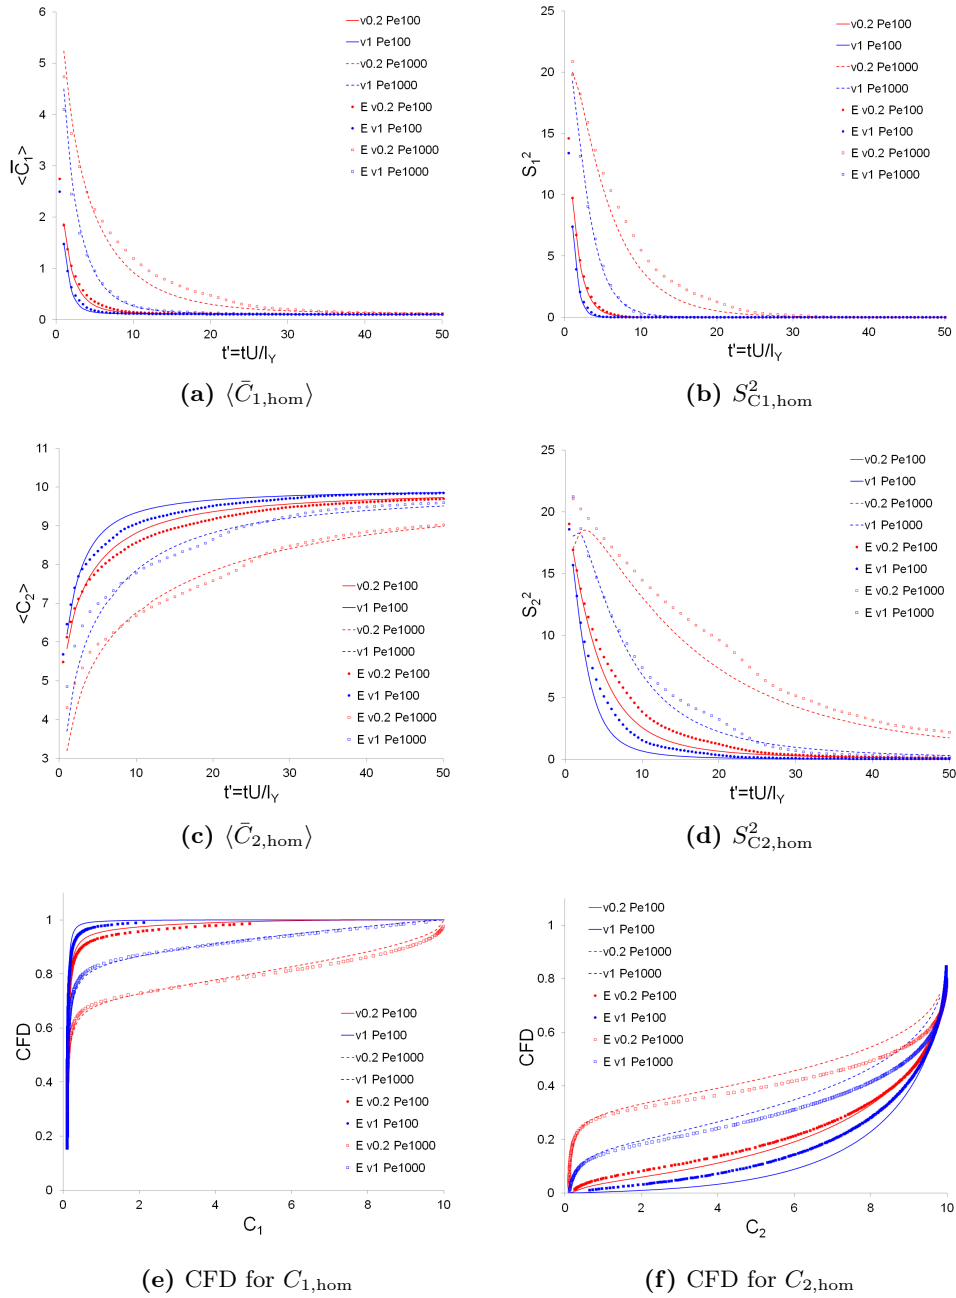 6
5
4
3
2
1
0
0
10
20
30
40
50
<C̅1>
t'=tU/lY
v0.2 Pe100
v1 Pe100
v0.2 Pe1000
v1 Pe1000
E v0.2 Pe100
E v1 Pe100
E v0.2 Pe1000
E v1 Pe1000
(a) ⟨C̄1,hom⟩
25
20
15
10
5
0
0
10
20
30
40
50
S1²
t'=tU/lY
v0.2 Pe100
v1 Pe100
v0.2 Pe1000
v1 Pe1000
E v0.2 Pe100
E v1 Pe100
E v0.2 Pe1000
E v1 Pe1000
(b) S²C1,hom
11
10
9
8
7
6
5
4
3
0
10
20
30
40
50
<C2>
t'=tU/lY
v0.2 Pe100
v1 Pe100
v0.2 Pe1000
v1 Pe1000
E v0.2 Pe100
E v1 Pe100
E v0.2 Pe1000
E v1 Pe1000
(c) ⟨C̄2,hom⟩
25
20
15
10
5
0
0
10
20
30
40
50
S2²
t'=tU/lY
v0.2 Pe100
v1 Pe100
v0.2 Pe1000
v1 Pe1000
E v0.2 Pe100
E v1 Pe100
E v0.2 Pe1000
E v1 Pe1000
(d) S²C2,hom
1
0.8
0.6
0.4
0.2
0
0
2
4
6
8
10
CFD
C1
v0.2 Pe100
v1 Pe100
v0.2 Pe1000
v1 Pe1000
E v0.2 Pe100
E v1 Pe100
E v0.2 Pe1000
E v1 Pe1000
(e) CFD for C1,hom
1
0.8
0.6
0.4
0.2
0
0
2
4
6
8
10
CFD
C2
v0.2 Pe100
v1 Pe100
v0.2 Pe1000
v1 Pe1000
E v0.2 Pe100
E v1 Pe100
E v0.2 Pe1000
E v1 Pe1000
(f) CFD for C2,hom